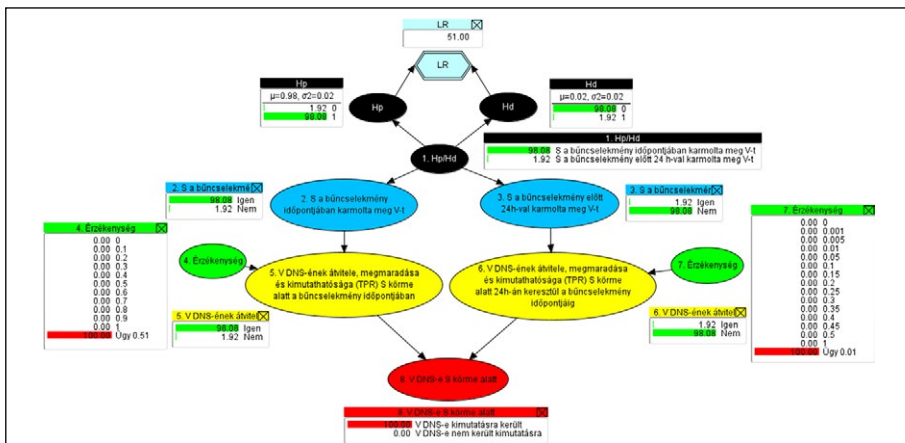 LR
51.00
LR
Hp
μ=0.98, σ2=0.02
1.92 0
98.08 1
Hp
Hd
Hd
μ=0.02, σ2=0.02
98.08 0
1.92 1
1. Hp/Hd
1. Hp/Hd
98.08 S a bűncselekmény időpontjában karmolta meg V-t
1.92 S a bűncselekmény előtt 24 h-val karmolta meg V-t
2. S a bűncselekmé
98.08 Igen
1.92 Nem
2. S a bűncselekmény
időpontjában karmolta meg V-t
3. S a bűncselekmény előtt
24h-val karmolta meg V-t
3. S a bűncselekmér
1.92 Igen
98.08 Nem
4. Érzékenység
0.00 0
0.00 0.1
0.00 0.2
0.00 0.3
0.00 0.4
0.00 0.5
0.00 0.6
0.00 0.7
0.00 0.8
0.00 0.9
0.00 1
100.00 Ügy 0.51
4. Érzékenység
5. V DNS-ének átvitele, megmaradása
és kimutathatósága (TPR) S körme
alatt a bűncselekmény időpontjában
5. V DNS-ének átvitel
98.08 Igen
1.92 Nem
6. V DNS-ének átvitele, megmaradása
és kimutathatósága (TPR) S körme
alatt 24h-án keresztül a bűncselekmény
időpontjáig
7. Érzékenység
6. V DNS-ének átvitel
1.92 Igen
98.08 Nem
7. Érzékenység
0.00 0
0.00 0.001
0.00 0.005
0.00 0.01
0.00 0.05
0.00 0.1
0.00 0.15
0.00 0.2
0.00 0.25
0.00 0.3
0.00 0.35
0.00 0.4
0.00 0.45
0.00 0.5
0.00 1
100.00 Ügy 0.01
8. V DNS-e S körme alatt
8. V DNS-e S körme alatt
100.00 V DNS-e kimutatásra került
0.00 V DNS-e nem került kimutatásra